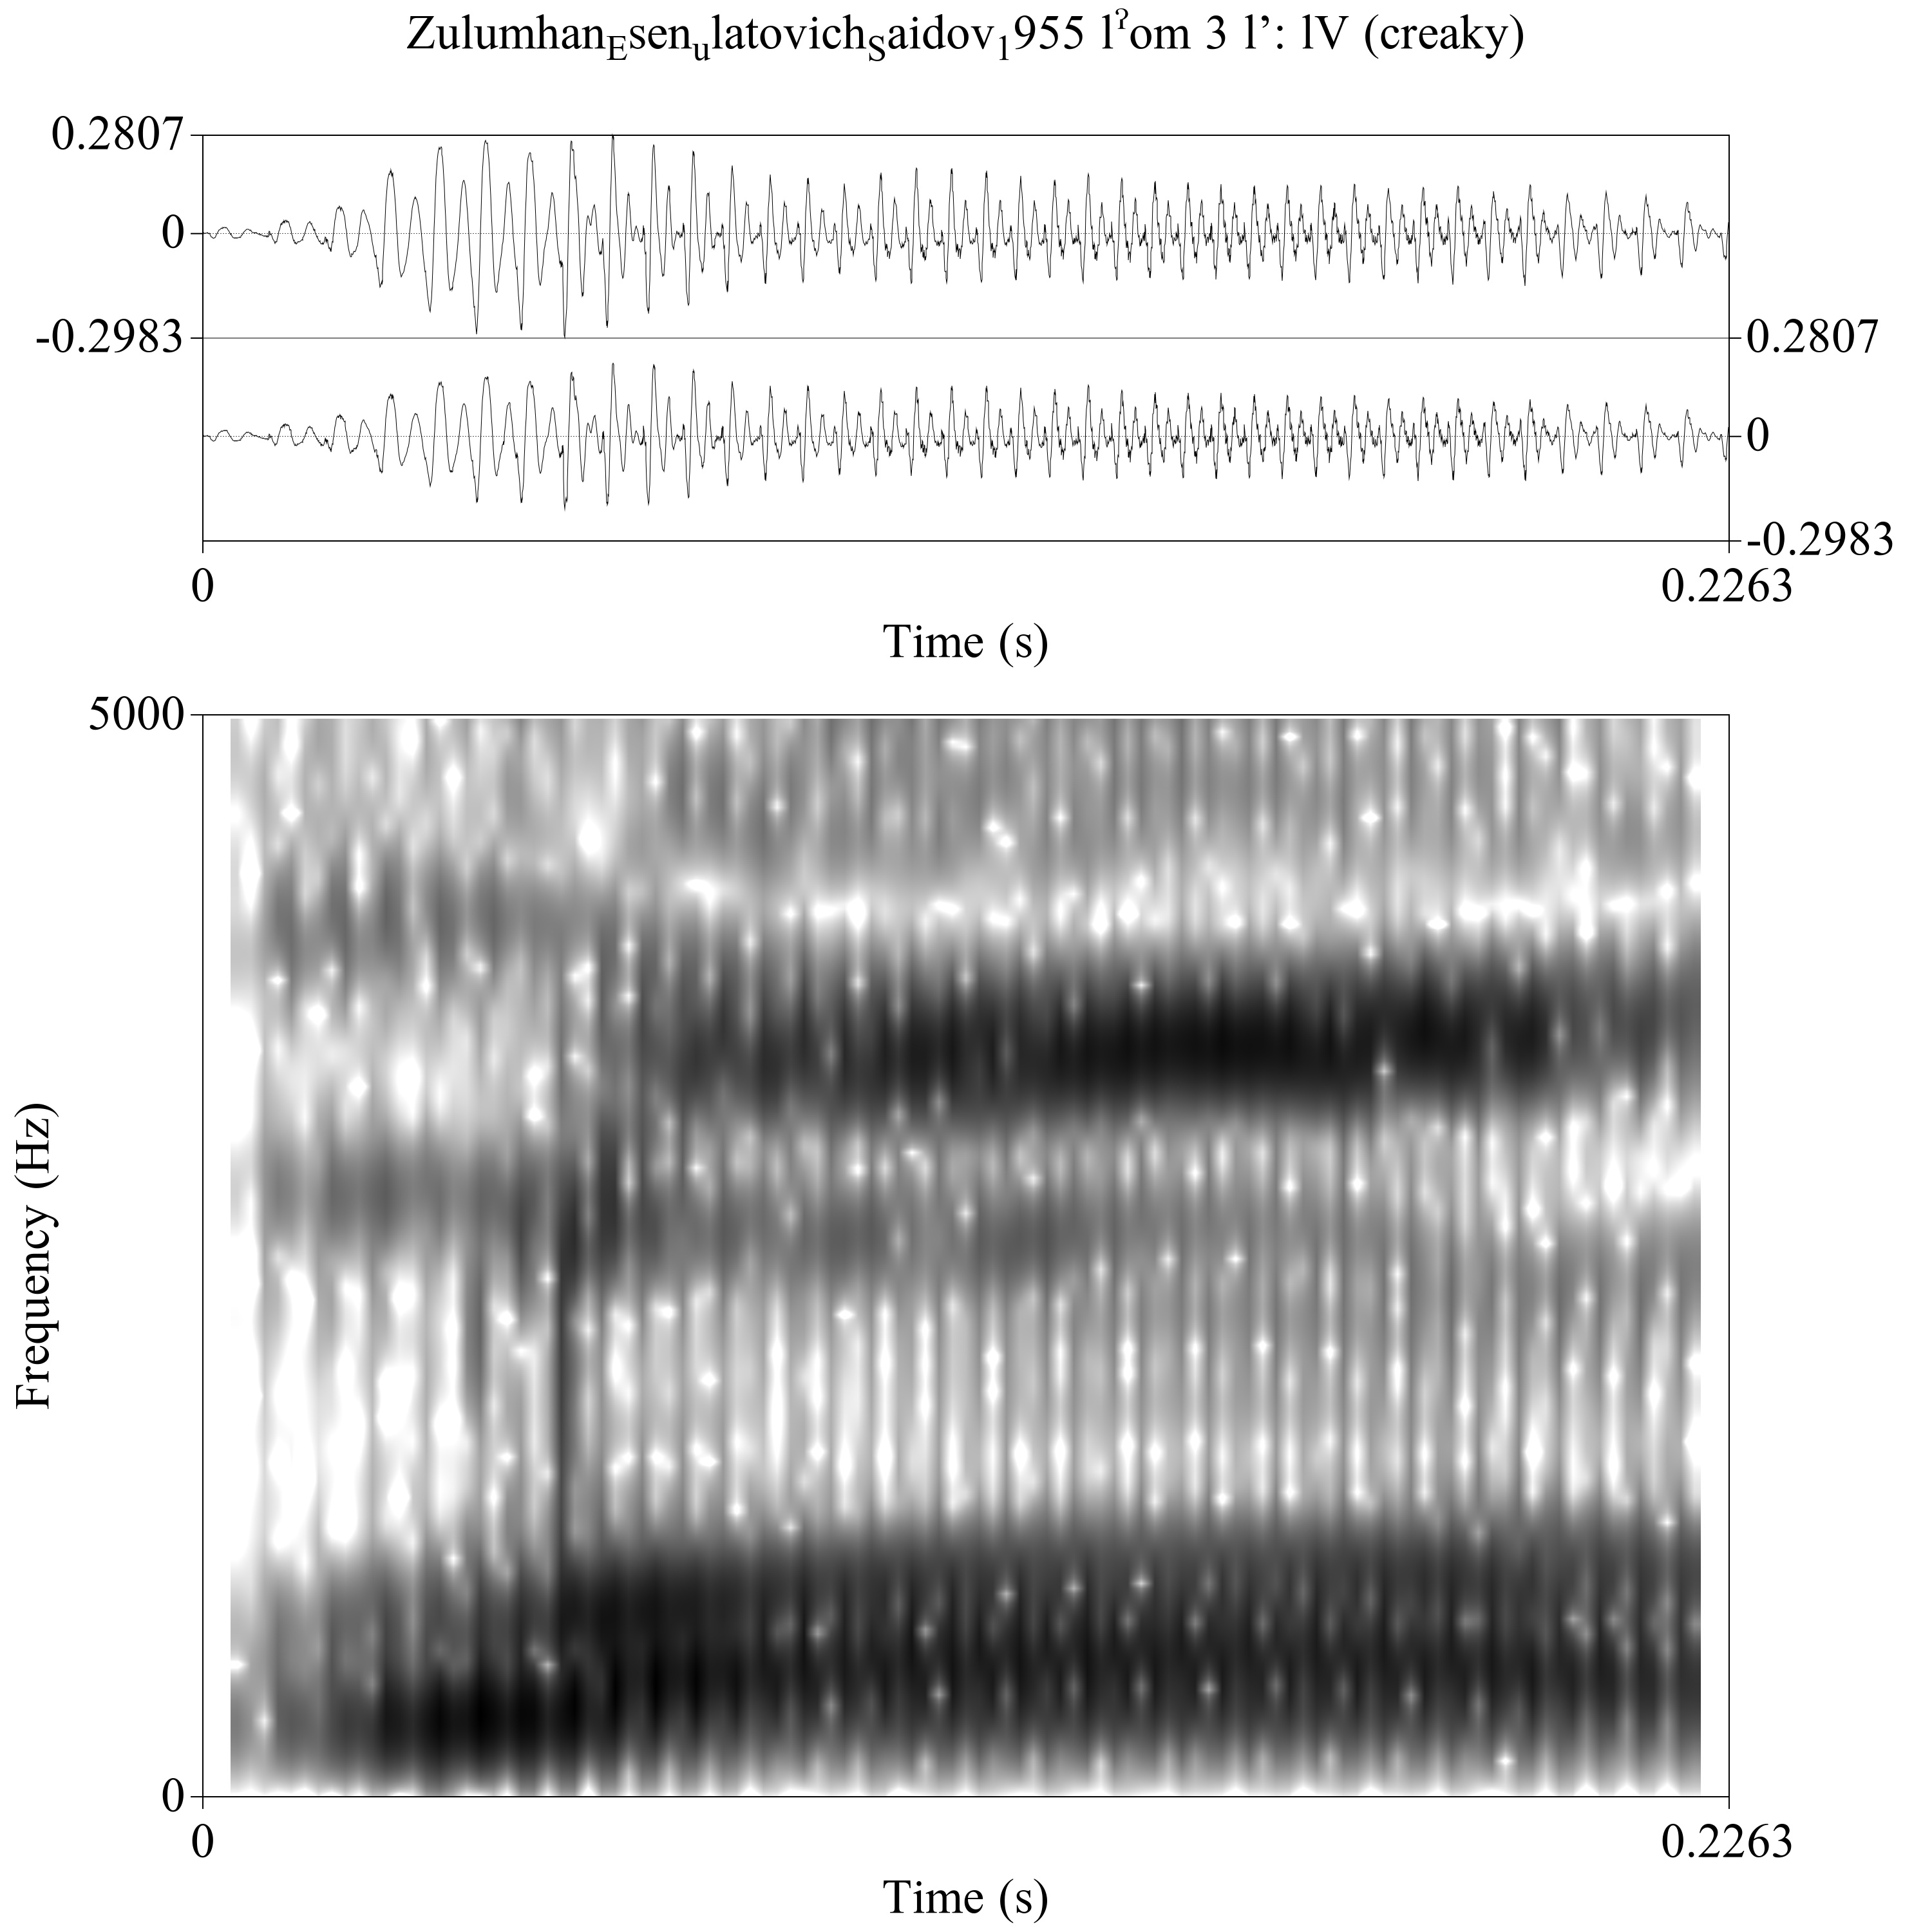 Zulumhan_Esen_ulatovich_Saidov_1955 lˀom 3 l’: lV (creaky)
0.2807
0
-0.2983 0.2807
0
-0.2983
0 0.2263
Time (s)
5000
Frequency (Hz)
0
0 0.2263
Time (s)